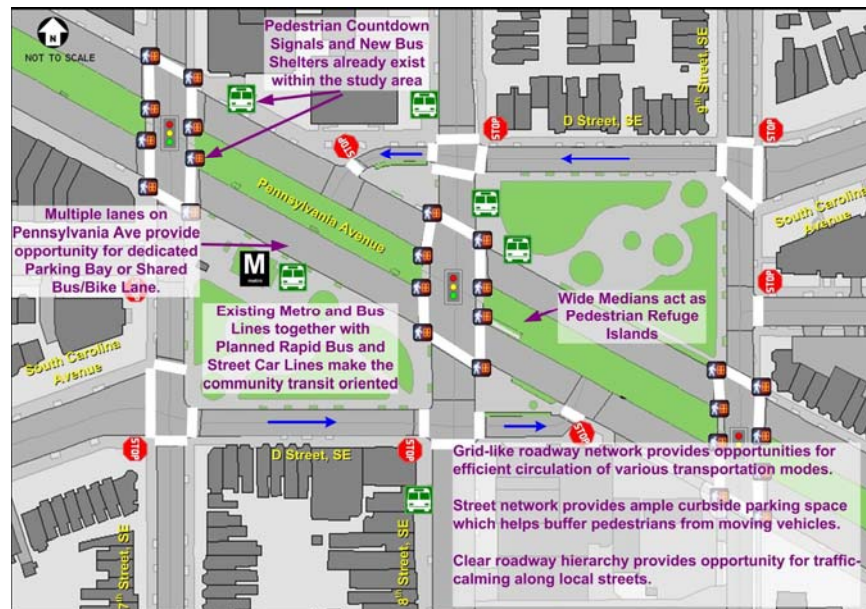 N
NOT TO SCALE
Pedestrian Countdown
Signals and New Bus
Shelters already exist
within the study area
9th Street, SE
D Street, SE
STOP
STOP
STOP
Pennsylvania Avenue
South Carolina
Avenue
Multiple lanes on
Pennsylvania Ave provide
opportunity for dedicated
Parking Bay or Shared
Bus/Bike Lane.
M
metro
STOP
STOP
Existing Metro and Bus
Lines together with
Planned Rapid Bus and
Street Car Lines make the
community transit oriented
Wide Medians act as
Pedestrian Refuge
Islands
South Carolina
Avenue
STOP
STOP
STOP
D Street, SE
Grid-like roadway network provides opportunities for
efficient circulation of various transportation modes.
Street network provides ample curbside parking space
which helps buffer pedestrians from moving vehicles.
Clear roadway hierarchy provides opportunity for traffic-
calming along local streets.
7th Street, SE
8th Street, SE